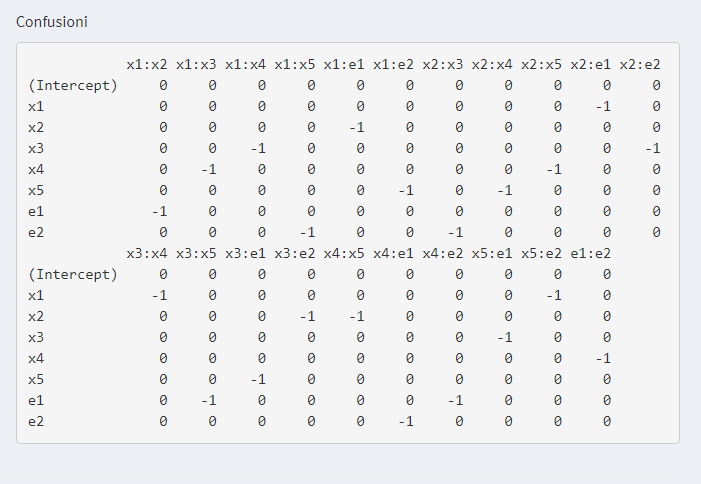 Confusioni
x1:x2 x1:x3 x1:x4 x1:x5 x1:e1 x1:e2 x2:x3 x2:x4 x2:x5 x2:e1 x2:e2
(Intercept) 0 0 0 0 0 0 0 0 0 0 0
x1 0 0 0 0 0 0 0 0 0 -1 0
x2 0 0 0 0 -1 0 0 0 0 0 0
x3 0 0 -1 0 0 0 0 0 0 0 -1
x4 0 -1 0 0 0 0 0 0 -1 0 0
x5 0 0 0 0 0 -1 0 -1 0 0 0
e1 -1 0 0 0 0 0 0 0 0 0 0
e2 0 0 0 -1 0 0 -1 0 0 0 0
x3:x4 x3:x5 x3:e1 x3:e2 x4:x5 x4:e1 x4:e2 x5:e1 x5:e2 e1:e2
(Intercept) 0 0 0 0 0 0 0 0 0 0
x1 -1 0 0 0 0 0 0 0 -1 0
x2 0 0 0 -1 -1 0 0 0 0 0
x3 0 0 0 0 0 0 0 -1 0 0
x4 0 0 0 0 0 0 0 0 0 -1
x5 0 0 -1 0 0 0 0 0 0 0
e1 0 -1 0 0 0 0 -1 0 0 0
e2 0 0 0 0 0 -1 0 0 0 0